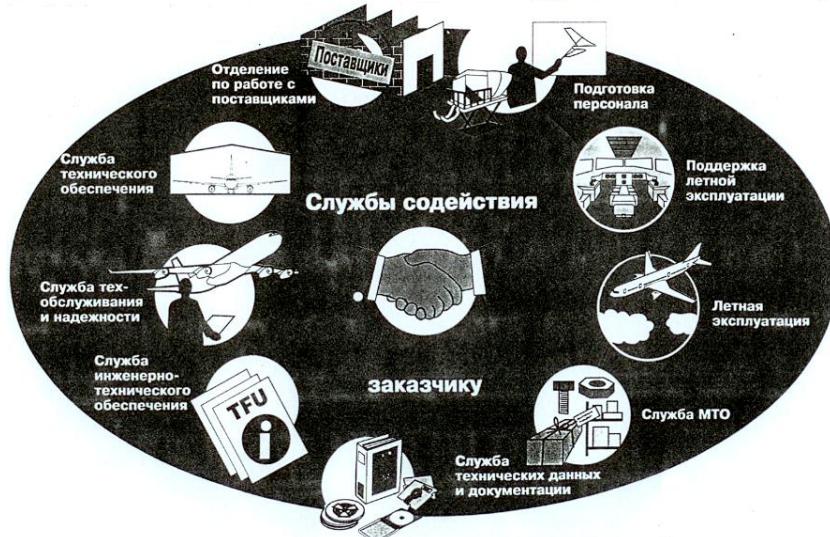 Поставщики
Отделение
по работе с
поставщиками
Подготовка
персонала
Служба
технического
обеспечения
Поддержка
летной
эксплуатации
Службы содействия
Служба тех-
обслуживания
и надежности
Летная
эксплуатация
Служба
инженерно-
технического
обеспечения
TFU
i
заказчику
Служба МТО
Служба
технических данных
и документации